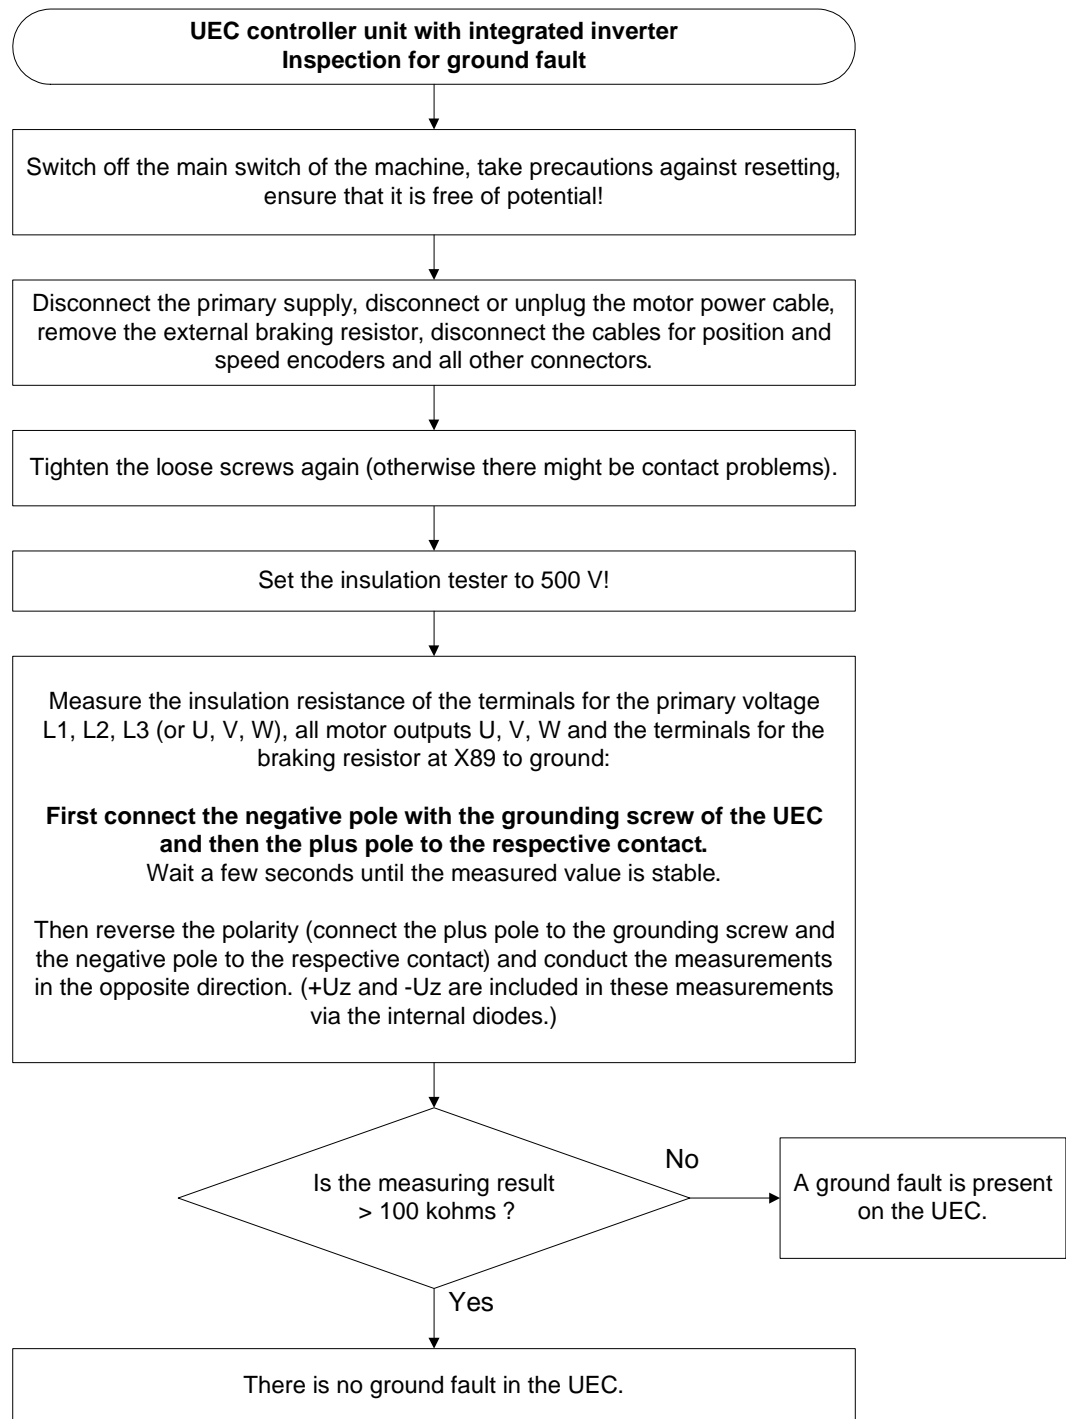 UEC controller unit with integrated inverter
Inspection for ground fault
Switch off the main switch of the machine, take precautions against resetting,
ensure that it is free of potential!
Disconnect the primary supply, disconnect or unplug the motor power cable,
remove the external braking resistor, disconnect the cables for position and
speed encoders and all other connectors.
Tighten the loose screws again (otherwise there might be contact problems).
Set the insulation tester to 500 V!
Measure the insulation resistance of the terminals for the primary voltage
L1, L2, L3 (or U, V, W), all motor outputs U, V, W and the terminals for the
braking resistor at X89 to ground:
First connect the negative pole with the grounding screw of the UEC
and then the plus pole to the respective contact.
Wait a few seconds until the measured value is stable.
Then reverse the polarity (connect the plus pole to the grounding screw and
the negative pole to the respective contact) and conduct the measurements
in the opposite direction. (+Uz and -Uz are included in these measurements
via the internal diodes.)
Is the measuring result
> 100 kohms ?
No
A ground fault is present
on the UEC.
Yes
There is no ground fault in the UEC.